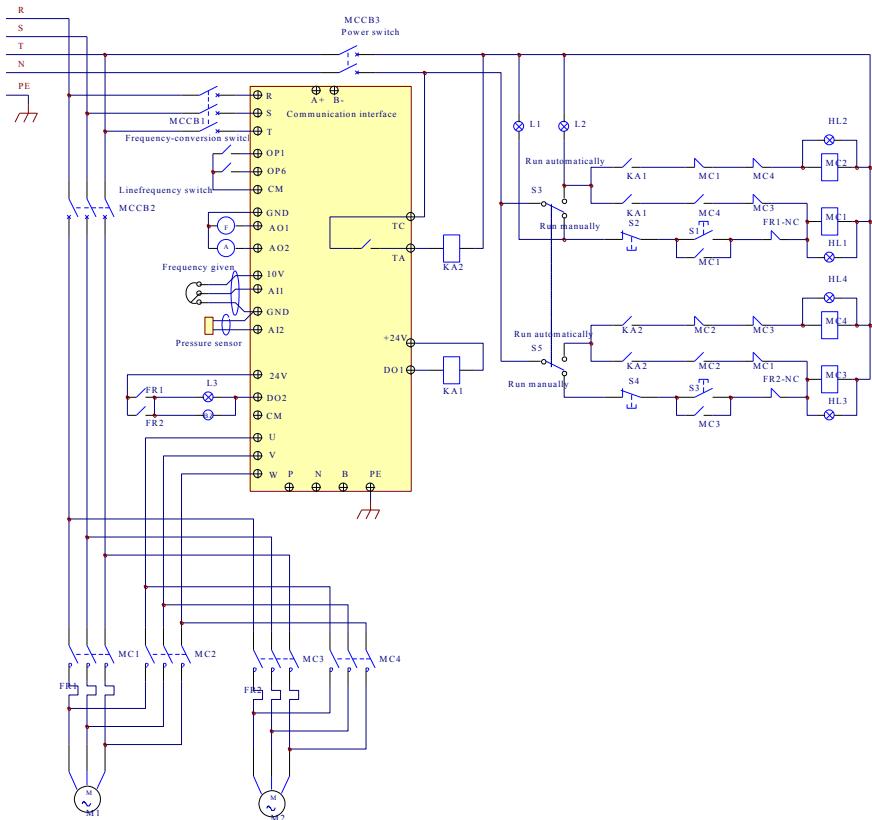 R
S
T
N
PE
MCCB3
Power switch
MCCB1
Frequency-conversion switch
R
S
T
A+ B-
Communication interface
OP1
OP6
CM
Linefrequency switch
MCCB2
GND
AO1
AO2
F
A
Frequency given
10V
AI1
GND
AI2
Pressure sensor
TC
TA
KA2
+24V
DO1
KA1
24V
DO2
CM
FR1
FR2
L3
U
V
W
P N B PE
L1 L2
Run automatically
S3
Run manually
KA1 MC1 MC4 MC2
HL2
KA1 MC4 MC3 MC1
S2 S1 FR1-NC
MC1
HL1
HL4
Run automatically
S5
Run manually
KA2 MC2 MC3 MC4
KA2 MC2 MC1 MC3
S4 S3 FR2-NC
MC3
HL3
MC1 MC2 MC3 MC4
FR1 FR2
M
M1
M
M2